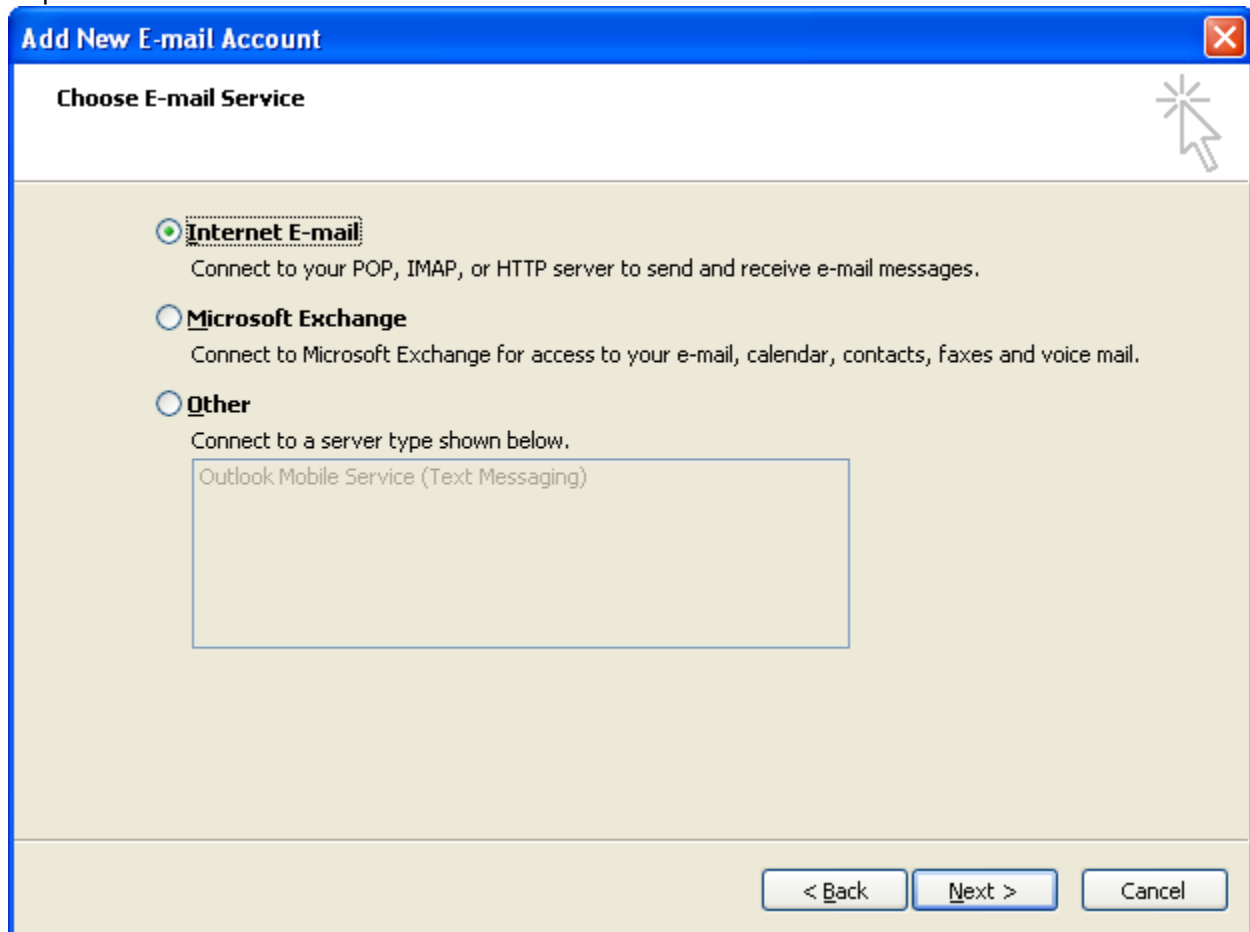 Add New E-mail Account
Choose E-mail Service
Internet E-mail
Connect to your POP, IMAP, or HTTP server to send and receive e-mail messages.
Microsoft Exchange
Connect to Microsoft Exchange for access to your e-mail, calendar, contacts, faxes and voice mail.
Other
Connect to a server type shown below.
Outlook Mobile Service (Text Messaging)
< Back Next > Cancel